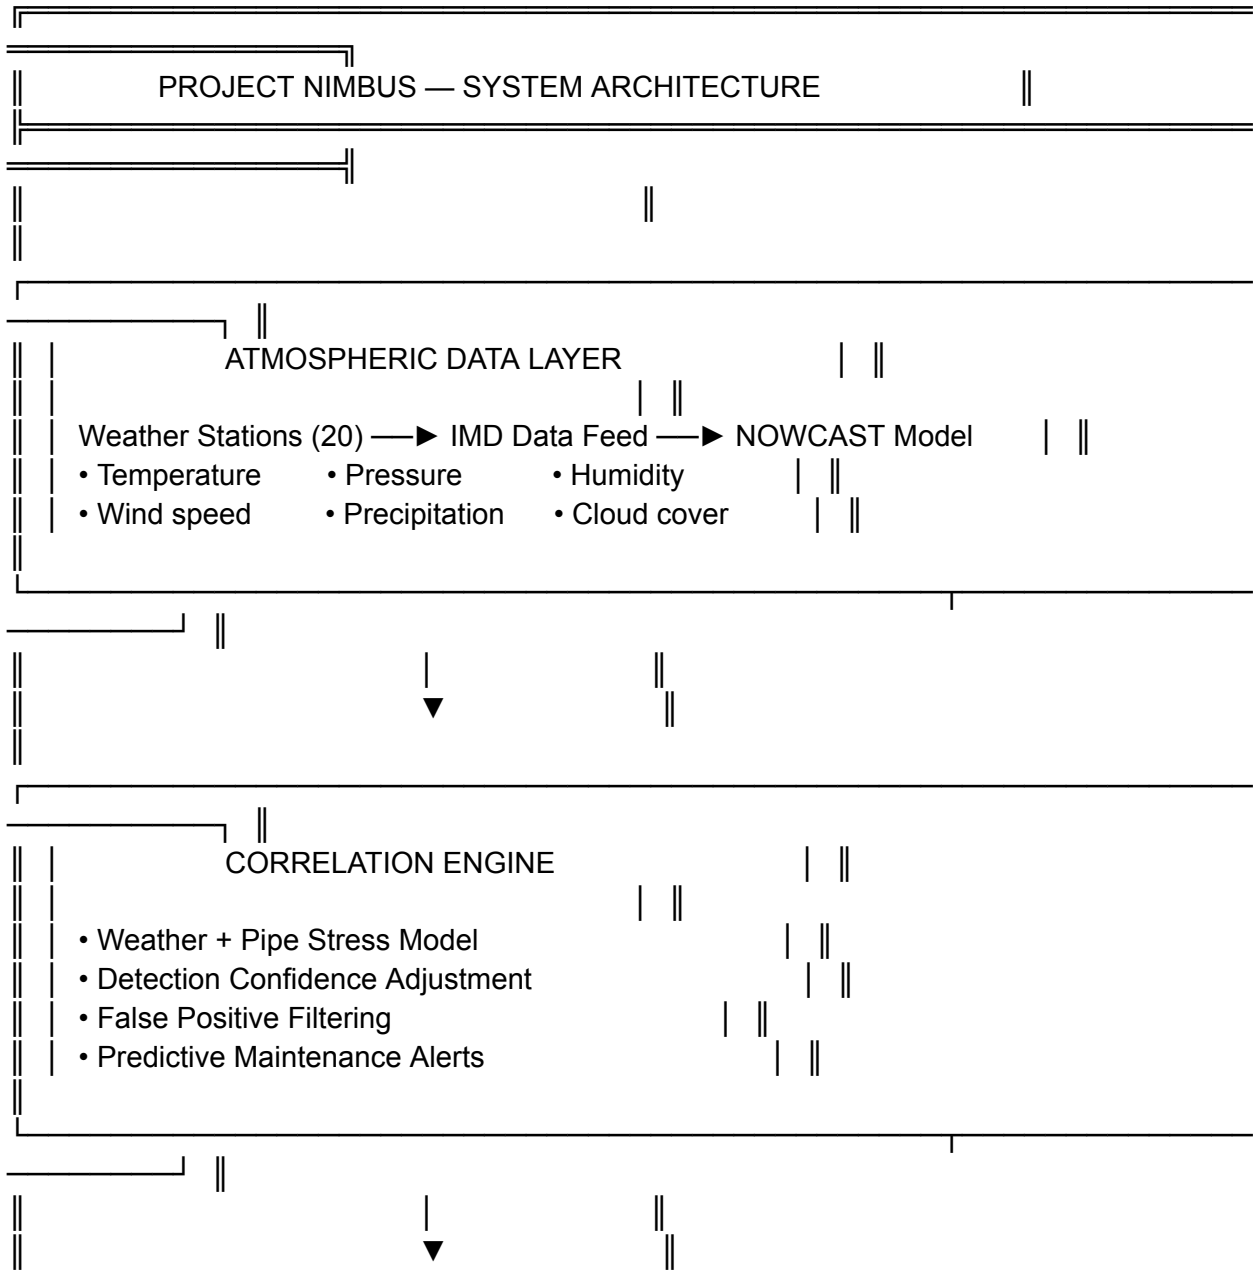 PROJECT NIMBUS — SYSTEM ARCHITECTURE
ATMOSPHERIC DATA LAYER
Weather Stations (20) ──► IMD Data Feed ──► NOWCAST Model
• Temperature • Pressure • Humidity
• Wind speed • Precipitation • Cloud cover
▼
CORRELATION ENGINE
• Weather + Pipe Stress Model
• Detection Confidence Adjustment
• False Positive Filtering
• Predictive Maintenance Alerts
▼